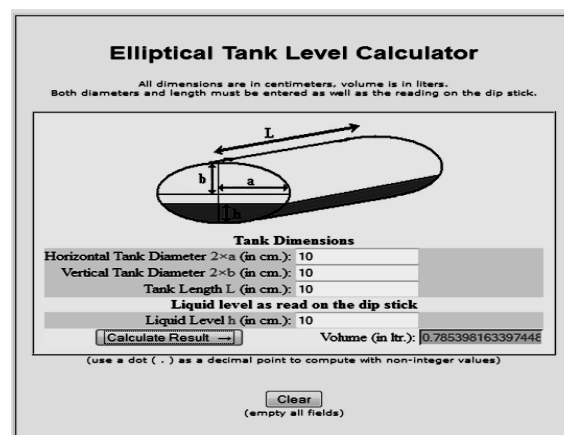 Elliptical Tank Level Calculator
All dimensions are in centimeters, volume is in liters.
Both diameters and length must be entered as well as the reading on the dip stick.
L
b
a
h
Tank Dimensions
Horizontal Tank Diameter 2×a (in cm.): 10
Vertical Tank Diameter 2×b (in cm.): 10
Tank Length L (in cm.): 10
Liquid level as read on the dip stick
Liquid Level h (in cm.): 10
Calculate Result → Volume (in ltr.): 0.785398163397448
(use a dot ( . ) as a decimal point to compute with non-integer values)
Clear
(empty all fields)